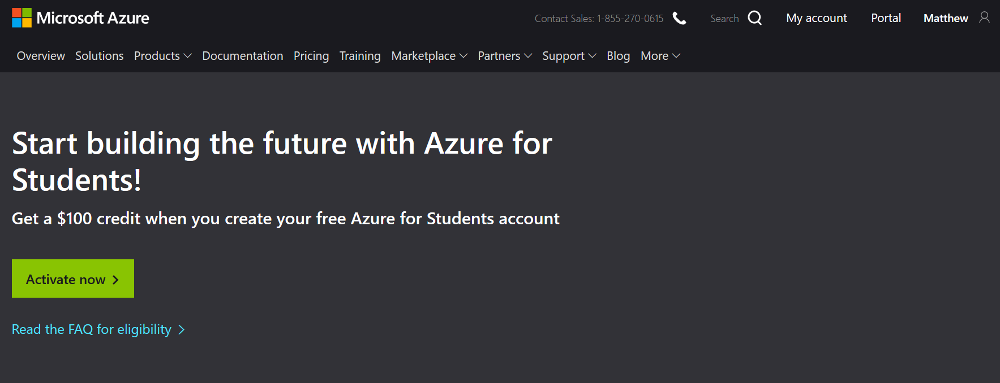 Microsoft Azure
Contact Sales: 1-855-270-0615 Search My account Portal Matthew
Overview Solutions Products Documentation Pricing Training Marketplace Partners Support Blog More
Start building the future with Azure for
Students!
Get a $100 credit when you create your free Azure for Students account
Activate now
Read the FAQ for eligibility